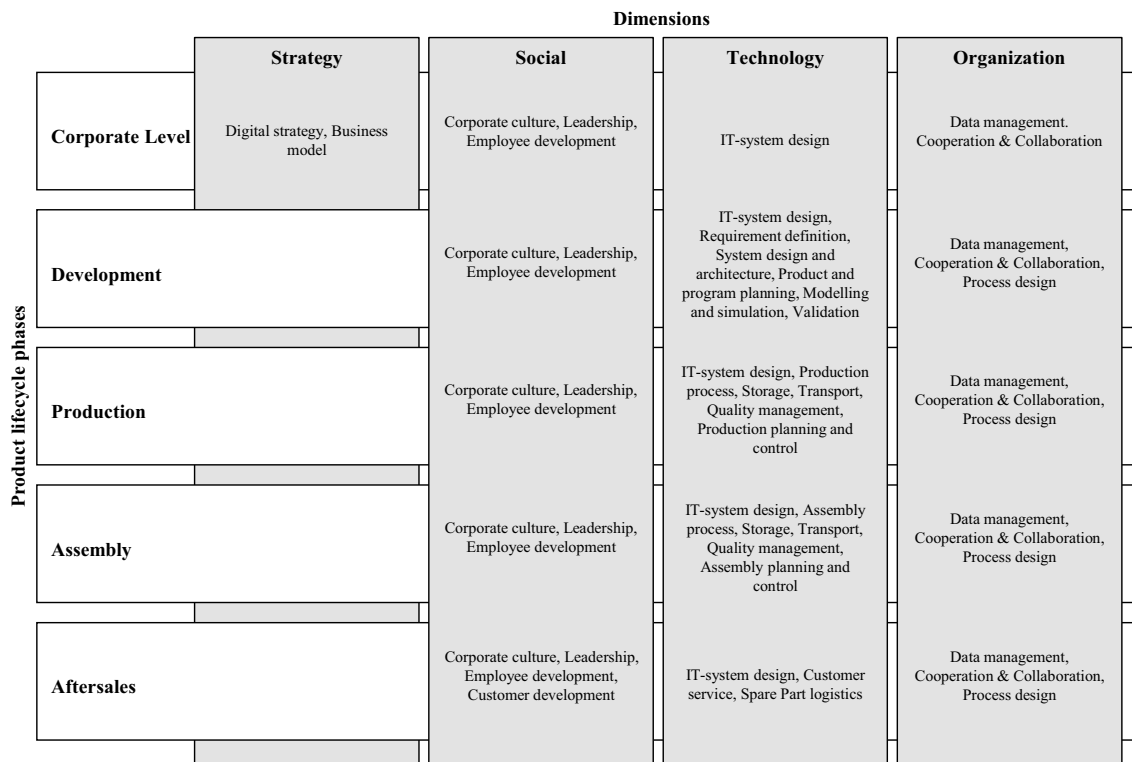 Dimensions
Strategy
Social
Technology
Organization
Product lifecycle phases
Corporate Level
Digital strategy, Business
model
Corporate culture, Leadership,
Employee development
IT-system design
Data management.
Cooperation & Collaboration
Development
Corporate culture, Leadership,
Employee development
IT-system design,
Requirement definition,
System design and
architecture, Product and
program planning, Modelling
and simulation, Validation
Data management,
Cooperation & Collaboration,
Process design
Production
Corporate culture, Leadership,
Employee development
IT-system design, Production
process, Storage, Transport,
Quality management,
Production planning and
control
Data management,
Cooperation & Collaboration,
Process design
Assembly
Corporate culture, Leadership,
Employee development
IT-system design, Assembly
process, Storage, Transport,
Quality management,
Assembly planning and
control
Data management,
Cooperation & Collaboration,
Process design
Aftersales
Corporate culture, Leadership,
Employee development,
Customer development
IT-system design, Customer
service, Spare Part logistics
Data management,
Cooperation & Collaboration,
Process design